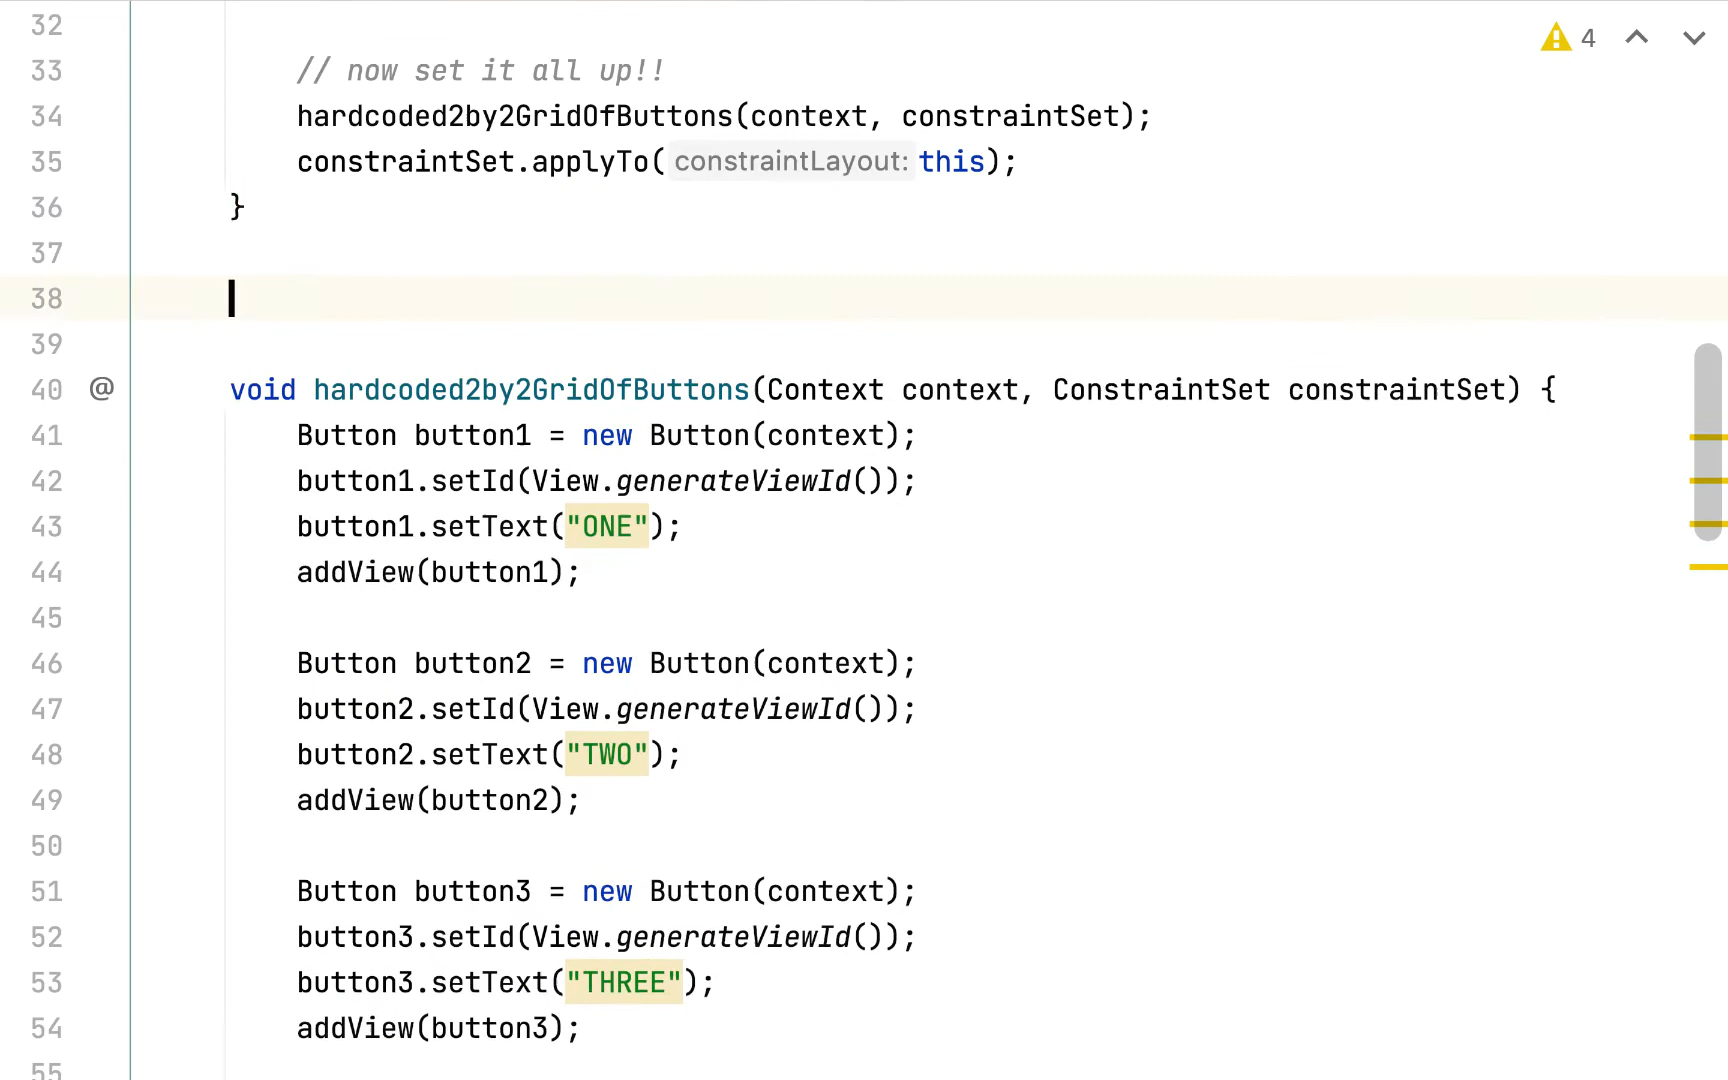 32
4
33 // now set it all up!!
34 hardcoded2by2GridOfButtons(context, constraintSet);
35 constraintSet.applyTo( constraintLayout: this);
36 }
37
38
39
40 @ void hardcoded2by2GridOfButtons(Context context, ConstraintSet constraintSet) {
41 Button button1 = new Button(context);
42 button1.setId(View.generateViewId());
43 button1.setText("ONE");
44 addView(button1);
45
46 Button button2 = new Button(context);
47 button2.setId(View.generateViewId());
48 button2.setText("TWO");
49 addView(button2);
50
51 Button button3 = new Button(context);
52 button3.setId(View.generateViewId());
53 button3.setText("THREE");
54 addView(button3);
55